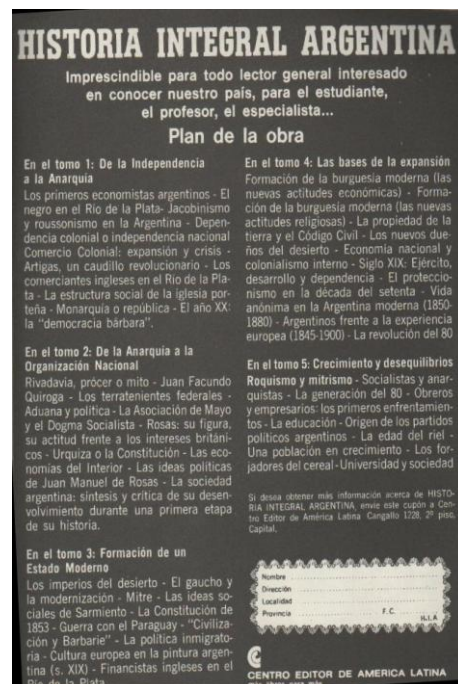 HISTORIA INTEGRAL ARGENTINA
Imprescindible para todo lector general interesado
en conocer nuestro país, para el estudiante,
el profesor, el especialista...
Plan de la obra
En el tomo 1: De la Independencia
a la Anarquía
Los primeros economistas argentinos - El
negro en el Río de la Plata- Jacobinismo
y roussonismo en la Argentina - Depen-
dencia colonial o independencia nacional
Comercio Colonial: expansión y crisis -
Artigas, un caudillo revolucionario - Los
comerciantes ingleses en el Río de la Pla-
ta - La estructura social de la iglesia por-
teña - Monarquía o república - El año XX:
la "democracia bárbara".
En el tomo 2: De la Anarquía a la
Organización Nacional
Rivadavia, prócer o mito - Juan Facundo
Quiroga - Los terratenientes federales -
Aduana y política - La Asociación de Mayo
y el Dogma Socialista - Rosas: su figura,
su actitud frente a los intereses británi-
cos - Urquiza o la Constitución - Las eco-
nomías del Interior - Las ideas políticas
de Juan Manuel de Rosas - La sociedad
argentina: síntesis y crítica de su desen-
volvimiento durante una primera etapa
de su historia.
En el tomo 3: Formación de un
Estado Moderno
Los imperios del desierto - El gaucho y
la modernización - Mitre - Las ideas so-
ciales de Sarmiento - La Constitución de
1853 - Guerra con el Paraguay - "Civiliza-
ción y Barbarie" - La política inmigrato-
ria - Cultura europea en la pintura argen-
tina (s. XIX) - Financistas ingleses en el
Río de la Plata
En el tomo 4: Las bases de la expansión
Formación de la burguesía moderna (las
nuevas actitudes económicas) - Forma-
ción de la burguesía moderna (las nuevas
actitudes religiosas) - La propiedad de la
tierra y el Código Civil - Los nuevos due-
ños del desierto - Economía nacional y
colonialismo interno - Siglo XIX: Ejército,
desarrollo y dependencia - El proteccio-
nismo en la década del setenta - Vida
anónima en la Argentina moderna (1850-
1880) - Argentinos frente a la experiencia
europea (1845-1900) - La revolución del 80
En el tomo 5: Crecimiento y desequilibrios
Roquismo y mitrismo - Socialistas y anar-
quistas - La generación del 80 - Obreros
y empresarios: los primeros enfrentamien-
tos - La educación - Origen de los partidos
políticos argentinos - La edad del riel -
Una población en crecimiento - Los for-
jadores del cereal - Universidad y sociedad
Si desea obtener más información acerca de HISTO-
RIA INTEGRAL ARGENTINA, envíe este cupón a Cen-
tro Editor de América Latina Cangallo 1228, 2º piso,
Capital.
Nombre
Dirección
Localidad
Provincia F.C.
H.I.A
CENTRO EDITOR DE AMERICA LATINA